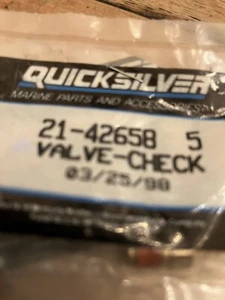 QUICKSILVER
MARINE PARTS AND ACCESSORIES
21-42658 5
VALVE-CHECK
03/25/98